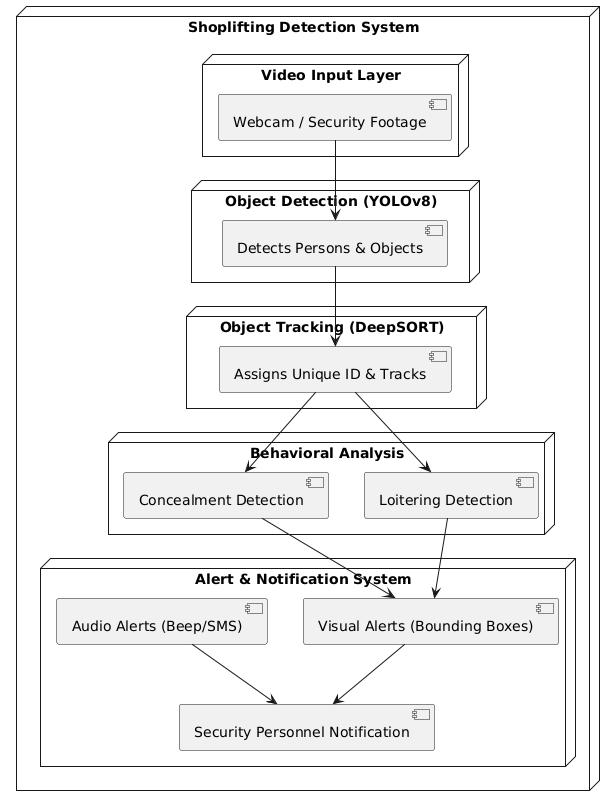 Shoplifting Detection System
Video Input Layer
Webcam / Security Footage
Object Detection (YOLOv8)
Detects Persons & Objects
Object Tracking (DeepSORT)
Assigns Unique ID & Tracks
Behavioral Analysis
Concealment Detection
Loitering Detection
Alert & Notification System
Audio Alerts (Beep/SMS)
Visual Alerts (Bounding Boxes)
Security Personnel Notification